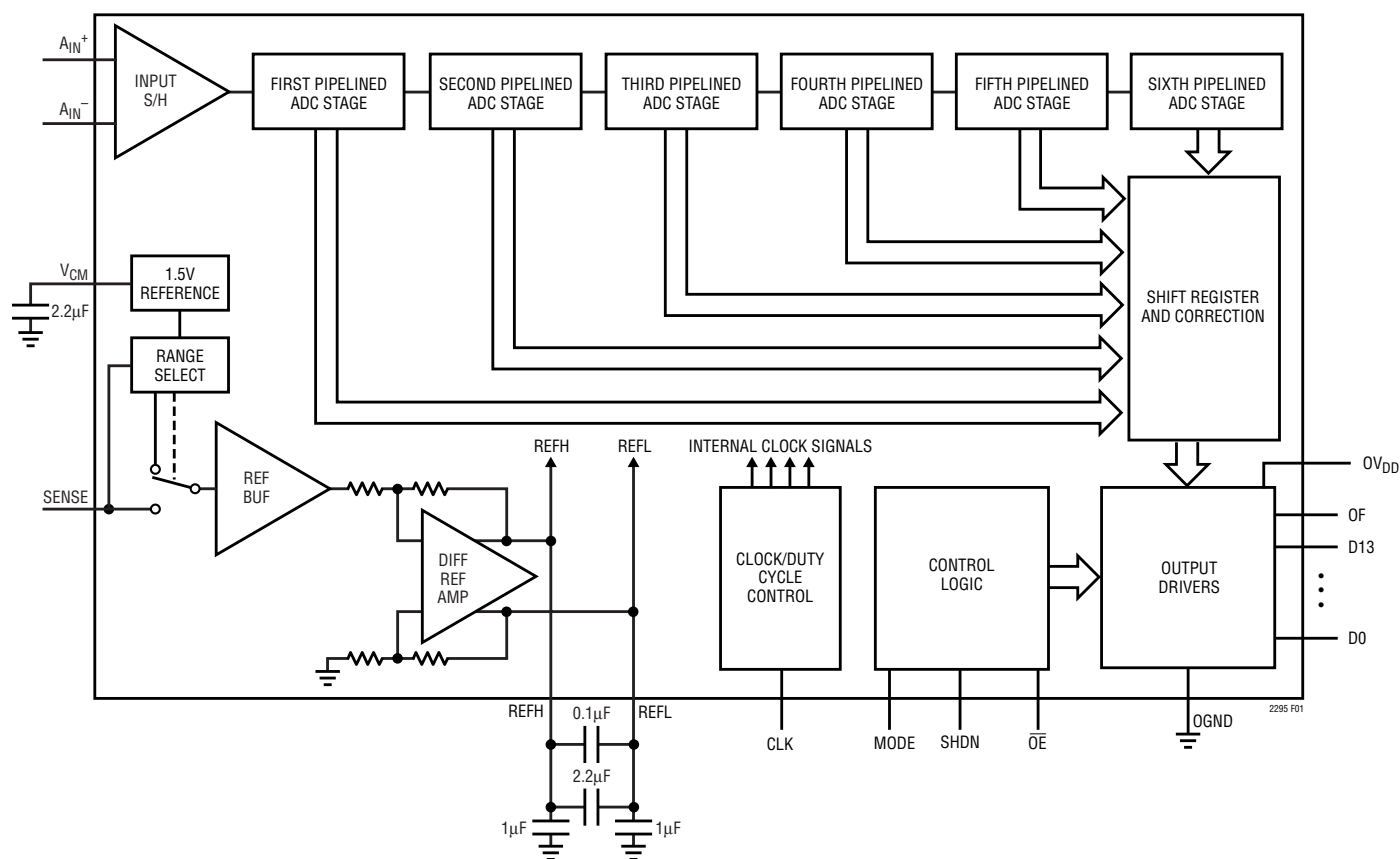 AIN+
INPUT
S/H
AIN−
FIRST PIPELINED
ADC STAGE
SECOND PIPELINED
ADC STAGE
THIRD PIPELINED
ADC STAGE
FOURTH PIPELINED
ADC STAGE
FIFTH PIPELINED
ADC STAGE
SIXTH PIPELINED
ADC STAGE
VCM
2.2µF
1.5V
REFERENCE
RANGE
SELECT
SHIFT REGISTER
AND CORRECTION
SENSE
REF
BUF
DIFF
REF
AMP
REFH
REFL
INTERNAL CLOCK SIGNALS
CLOCK/DUTY
CYCLE
CONTROL
CONTROL
LOGIC
OUTPUT
DRIVERS
OVDD
OF
D13
D0
REFH
0.1µF
REFL
2.2µF
1µF
1µF
CLK
MODE
SHDN
O̅E̅
OGND
2295 F01